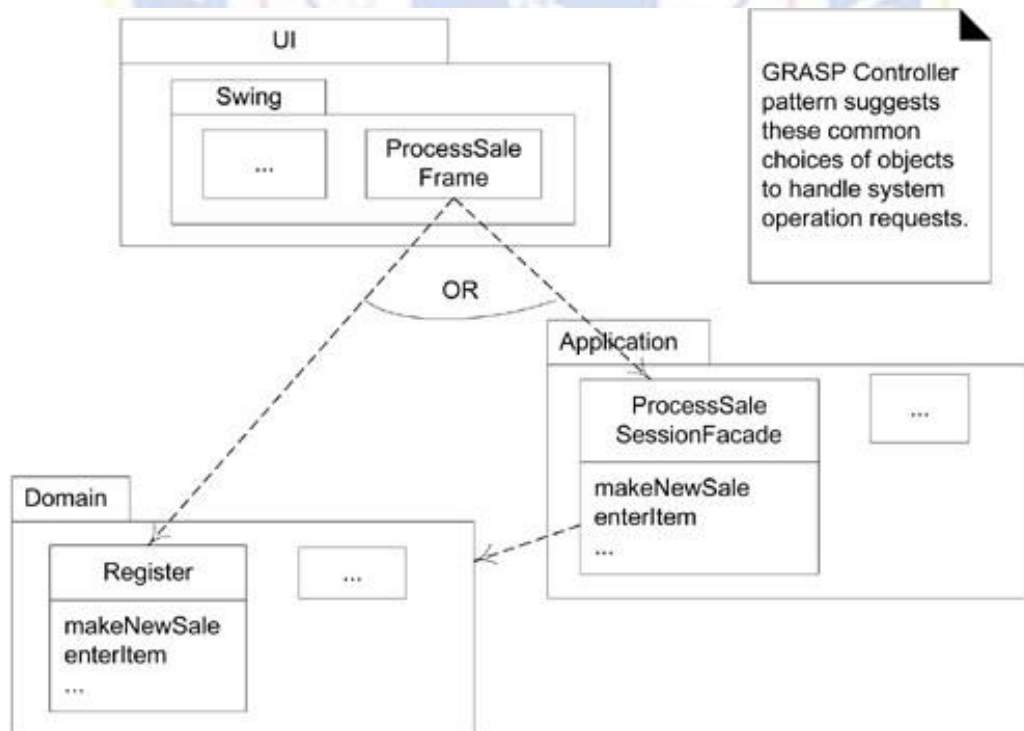 UI
Swing
...
ProcessSale
Frame
GRASP Controller
pattern suggests
these common
choices of objects
to handle system
operation requests.
OR
Application
ProcessSale
SessionFacade
makeNewSale
enterItem
...
...
Domain
Register
makeNewSale
enterItem
...
...